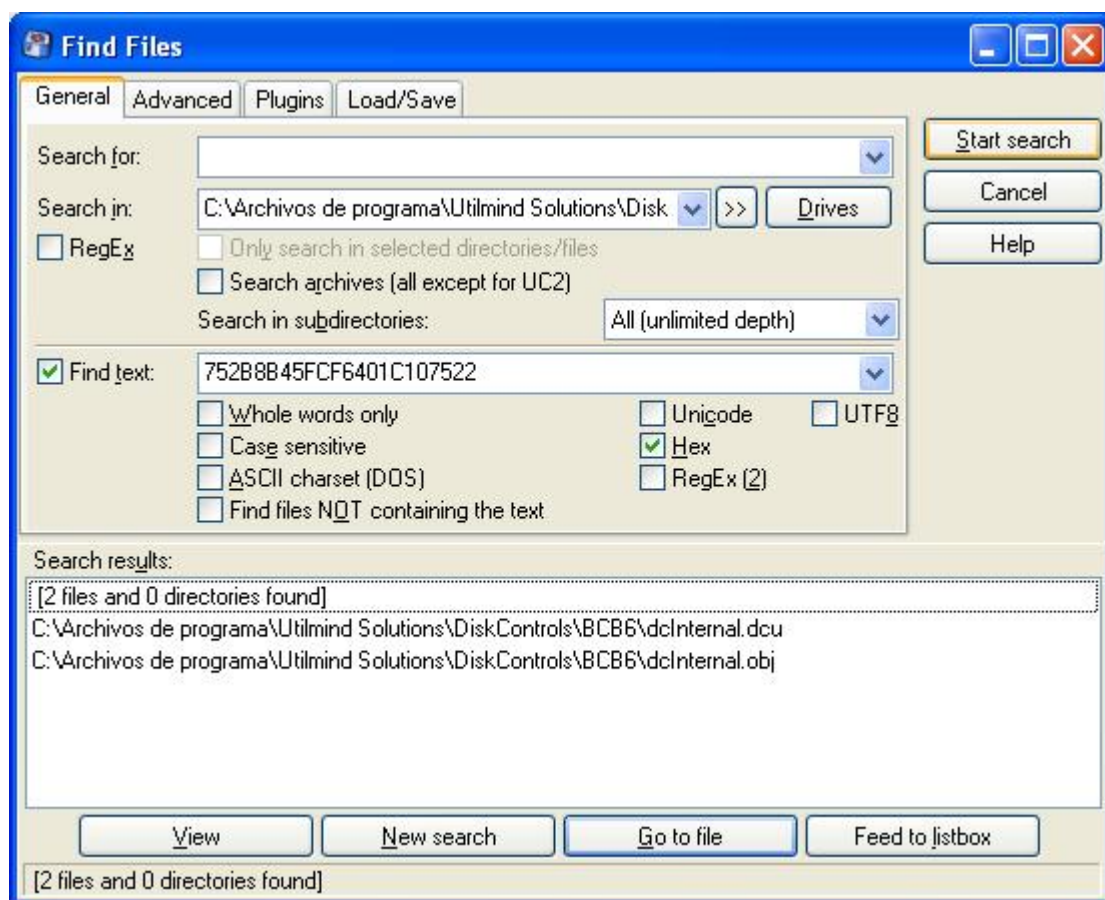 Find Files
General Advanced Plugins Load/Save
Search for:
Start search
Search in: C:\Archivos de programa\Utilmind Solutions\Disk >> Drives
Cancel
RegEx Only search in selected directories/files
Help
Search archives (all except for UC2)
Search in subdirectories: All (unlimited depth)
Find text: 752B8B45FCF6401C107522
Whole words only Unicode UTF8
Case sensitive Hex
ASCII charset (DOS) RegEx (2)
Find files NOT containing the text
Search results:
[2 files and 0 directories found]
C:\Archivos de programa\Utilmind Solutions\DiskControls\BCB6\dcInternal.dcu
C:\Archivos de programa\Utilmind Solutions\DiskControls\BCB6\dcInternal.obj
View New search Go to file Feed to listbox
[2 files and 0 directories found]